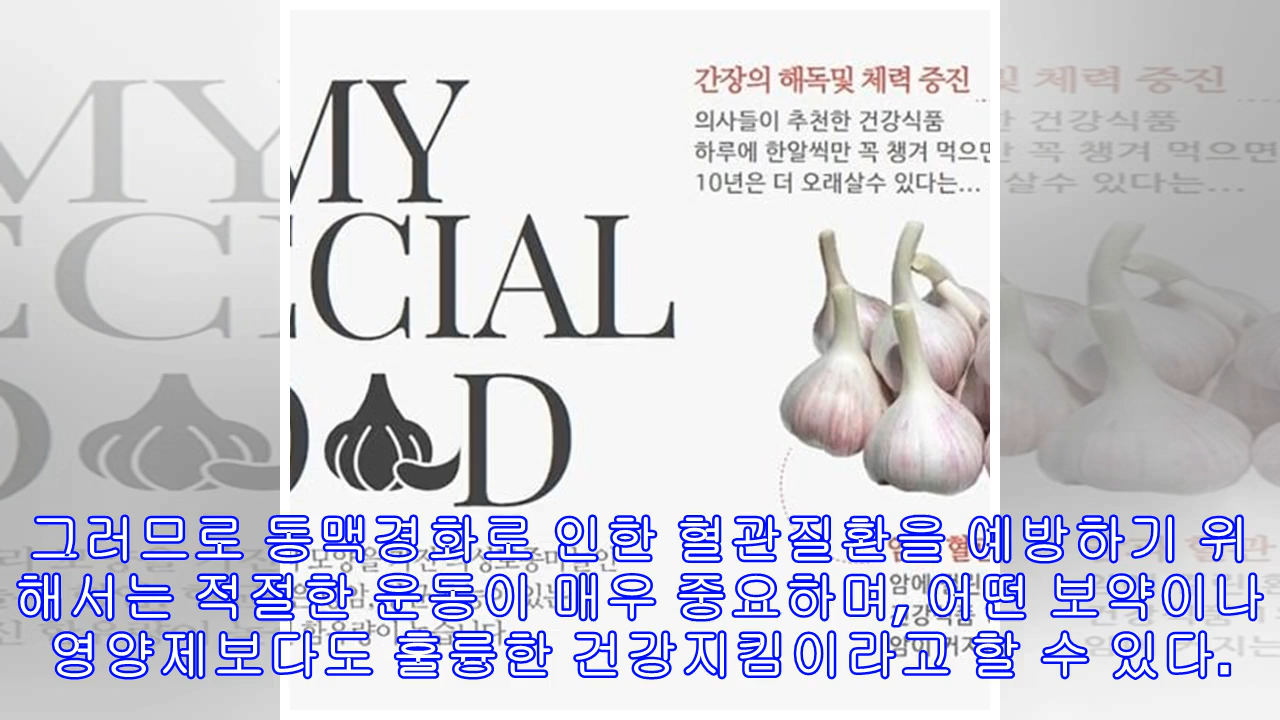 MY
ECIAL
D
간장의 해독및 체력 증진
의사들이 추천한 건강식품
하루에 한알씩만 꼭 챙겨 먹으면
10년은 더 오래살수 있다는...
그러므로 동맥경화로 인한 혈관질환을 예방하기 위
해서는 적절한 운동이 매우 중요하며, 어떤 보약이나
영양제보다도 훌륭한 건강지킴이라고 할 수 있다.